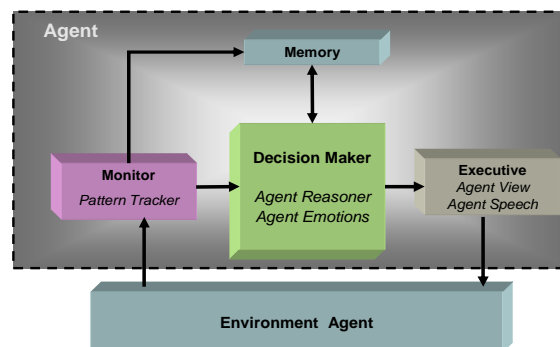 Agent
Memory
Monitor
Pattern Tracker
Decision Maker
Agent Reasoner
Agent Emotions
Executive
Agent View
Agent Speech
Environment Agent